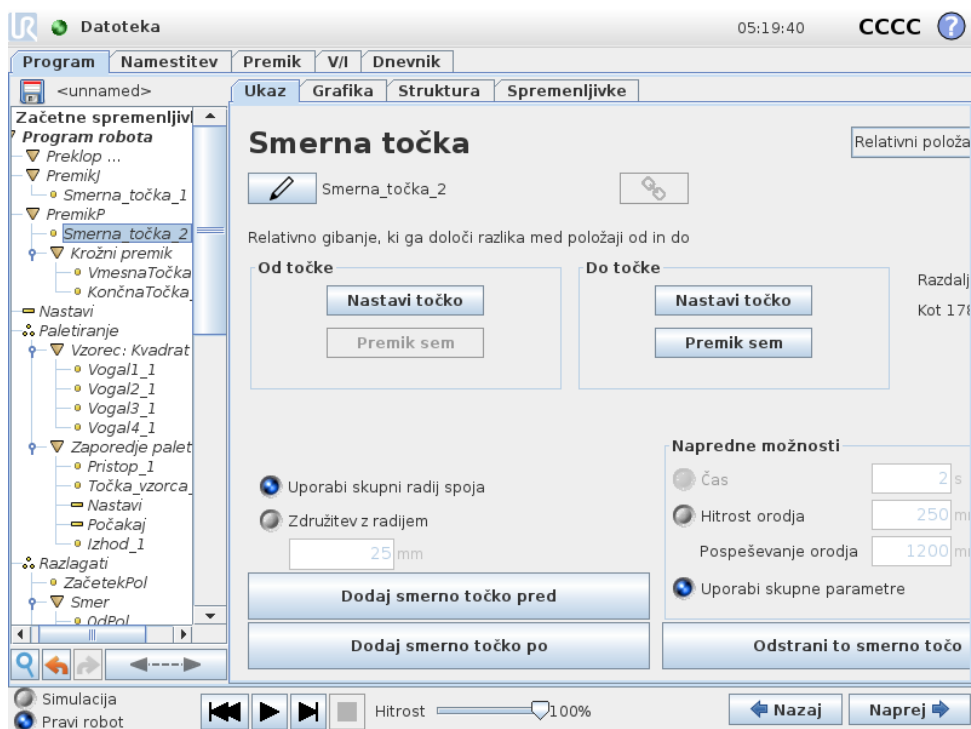 UR Datoteka 05:19:40 CCCC ?
Program Namestitev Premik V/I Dnevnik
<unnamed>
Ukaz Grafika Struktura Spremenljivke
Začetne spremenljivl
Program robota
Preklop ...
PremikJ
Smerna_točka_1
PremikP
Smerna_točka_2
Krožni premik
VmesnaTočka
KončnaTočka_
Nastavi
Paletiranje
Vzorec: Kvadrat
Vogal1_1
Vogal2_1
Vogal3_1
Vogal4_1
Zaporedje palet
Pristop_1
Točka_vzorca_
Nastavi
Počakaj
Izhod_1
Razlagati
ZačetekPol
Smer
OdPol
Smerna točka
Relativni položa
Smerna_točka_2
Relativno gibanje, ki ga določi razlika med položaji od in do
Od točke
Nastavi točko
Premik sem
Do točke
Nastavi točko
Premik sem
Razdalj
Kot 178
Uporabi skupni radij spoja
Združitev z radijem
25 mm
Napredne možnosti
Čas 2 s
Hitrost orodja 250 m
Pospeševanje orodja 1200 m
Uporabi skupne parametre
Dodaj smerno točko pred
Dodaj smerno točko po
Odstrani to smerno točo
Simulacija
Pravi robot
Hitrost 100%
Nazaj Naprej